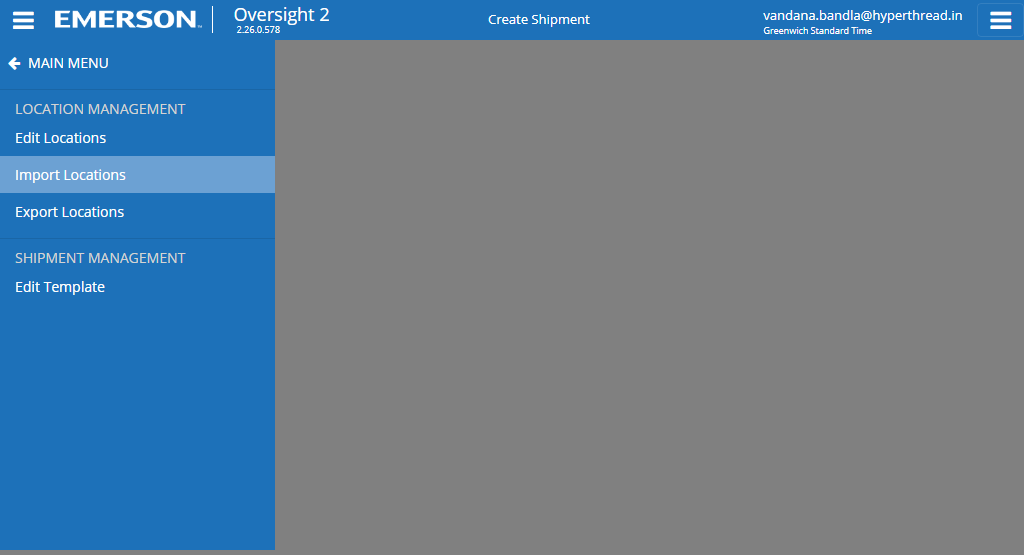 EMERSON™
Oversight 2
2.26.0.578
Create Shipment
vandana.bandla@hyperthread.in
Greenwich Standard Time
MAIN MENU
LOCATION MANAGEMENT
Edit Locations
Import Locations
Export Locations
SHIPMENT MANAGEMENT
Edit Template